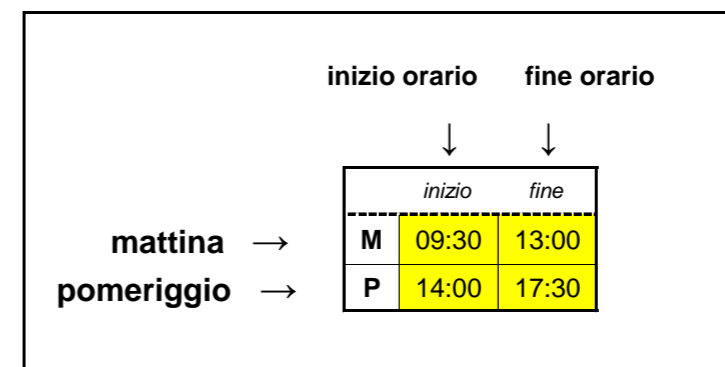 inizio orario fine orario
↓ ↓
inizio fine
mattina → M 09:30 13:00
pomeriggio → P 14:00 17:30